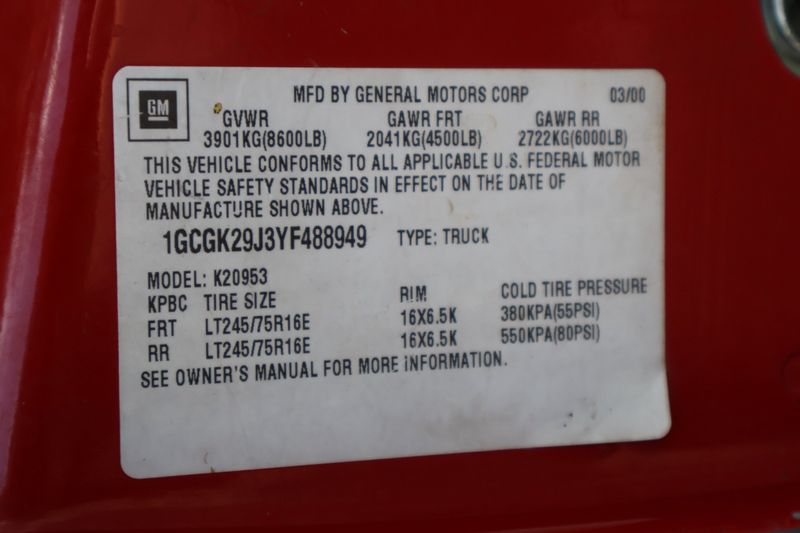 GM
MFD BY GENERAL MOTORS CORP 03/00
GVWR GAWR FRT GAWR RR
3901KG(8600LB) 2041KG(4500LB) 2722KG(6000LB)
THIS VEHICLE CONFORMS TO ALL APPLICABLE U.S. FEDERAL MOTOR
VEHICLE SAFETY STANDARDS IN EFFECT ON THE DATE OF
MANUFACTURE SHOWN ABOVE.
1GCGK29J3YF488949 TYPE: TRUCK
MODEL: K20953
KPBC TIRE SIZE RIM COLD TIRE PRESSURE
FRT LT245/75R16E 16X6.5K 380KPA(55PSI)
RR LT245/75R16E 16X6.5K 550KPA(80PSI)
SEE OWNER'S MANUAL FOR MORE INFORMATION.